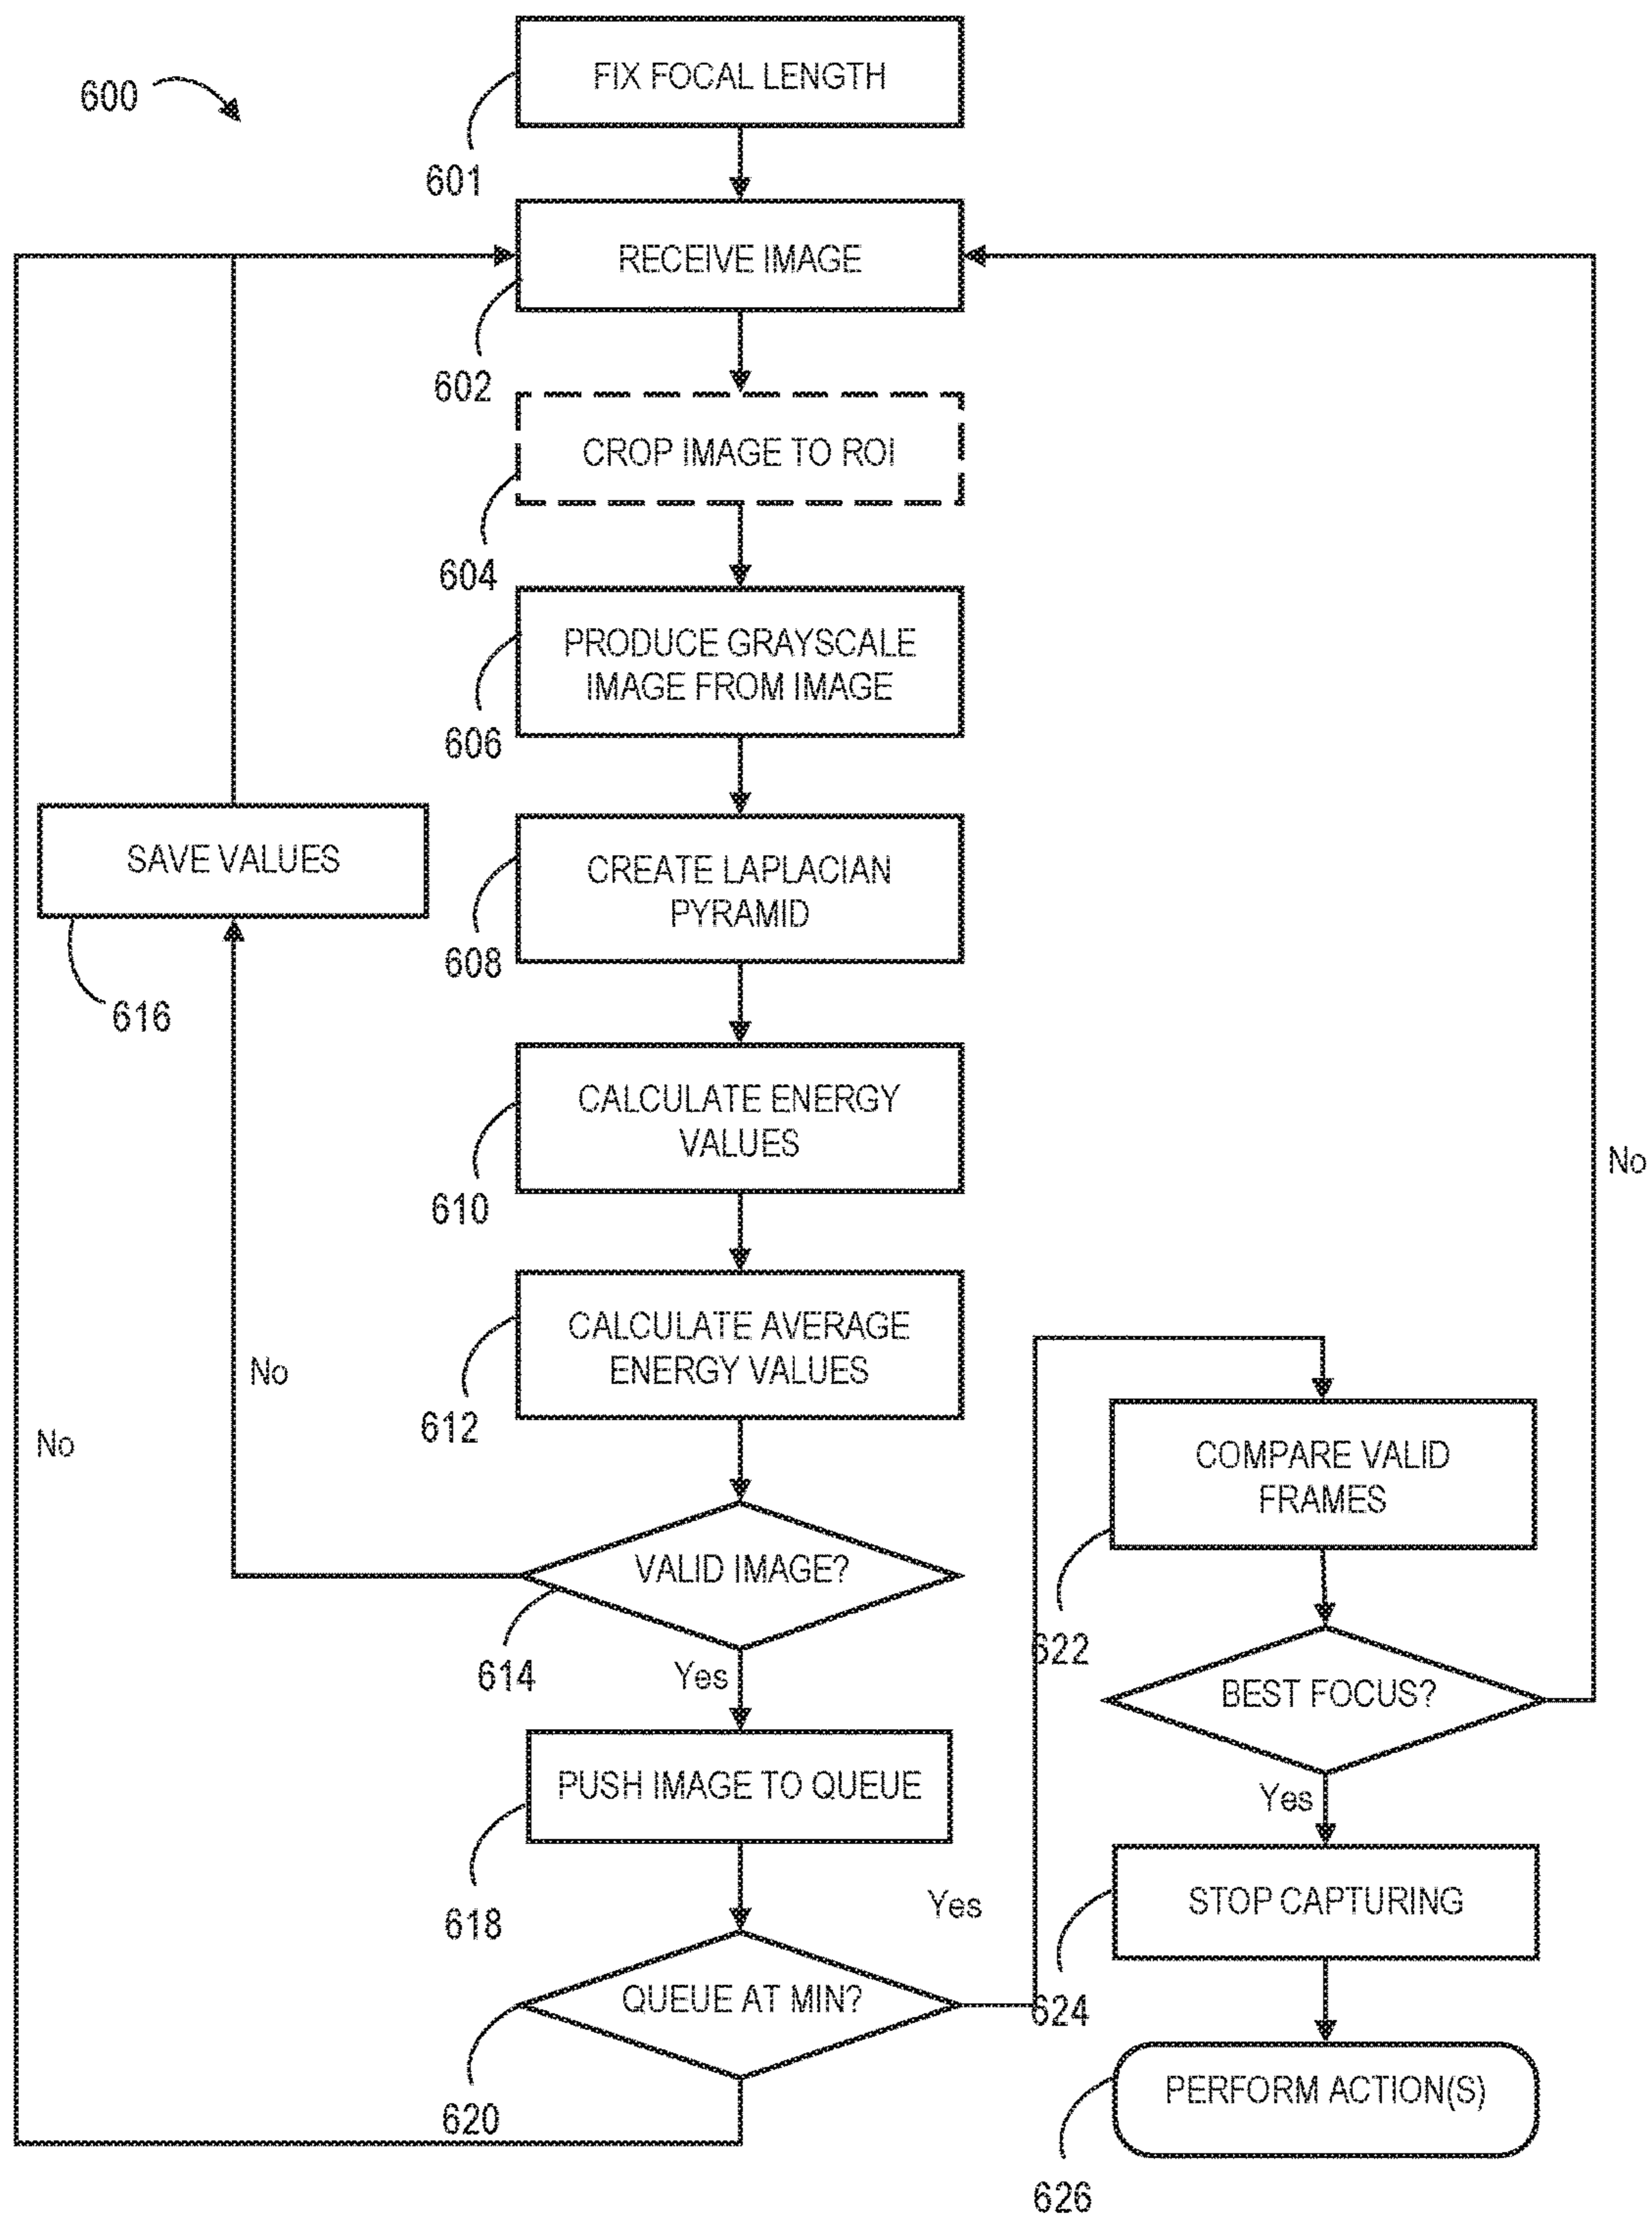 600
FIX FOCAL LENGTH
601
RECEIVE IMAGE
602
CROP IMAGE TO ROI
604
PRODUCE GRAYSCALE
IMAGE FROM IMAGE
606
SAVE VALUES
616
CREATE LAPLACIAN
PYRAMID
608
CALCULATE ENERGY
VALUES
610
No
CALCULATE AVERAGE
ENERGY VALUES
612
No
No
COMPARE VALID
FRAMES
622
VALID IMAGE?
614
Yes
BEST FOCUS?
Yes
PUSH IMAGE TO QUEUE
618
Yes
STOP CAPTURING
624
QUEUE AT MIN?
620
PERFORM ACTION(S)
626